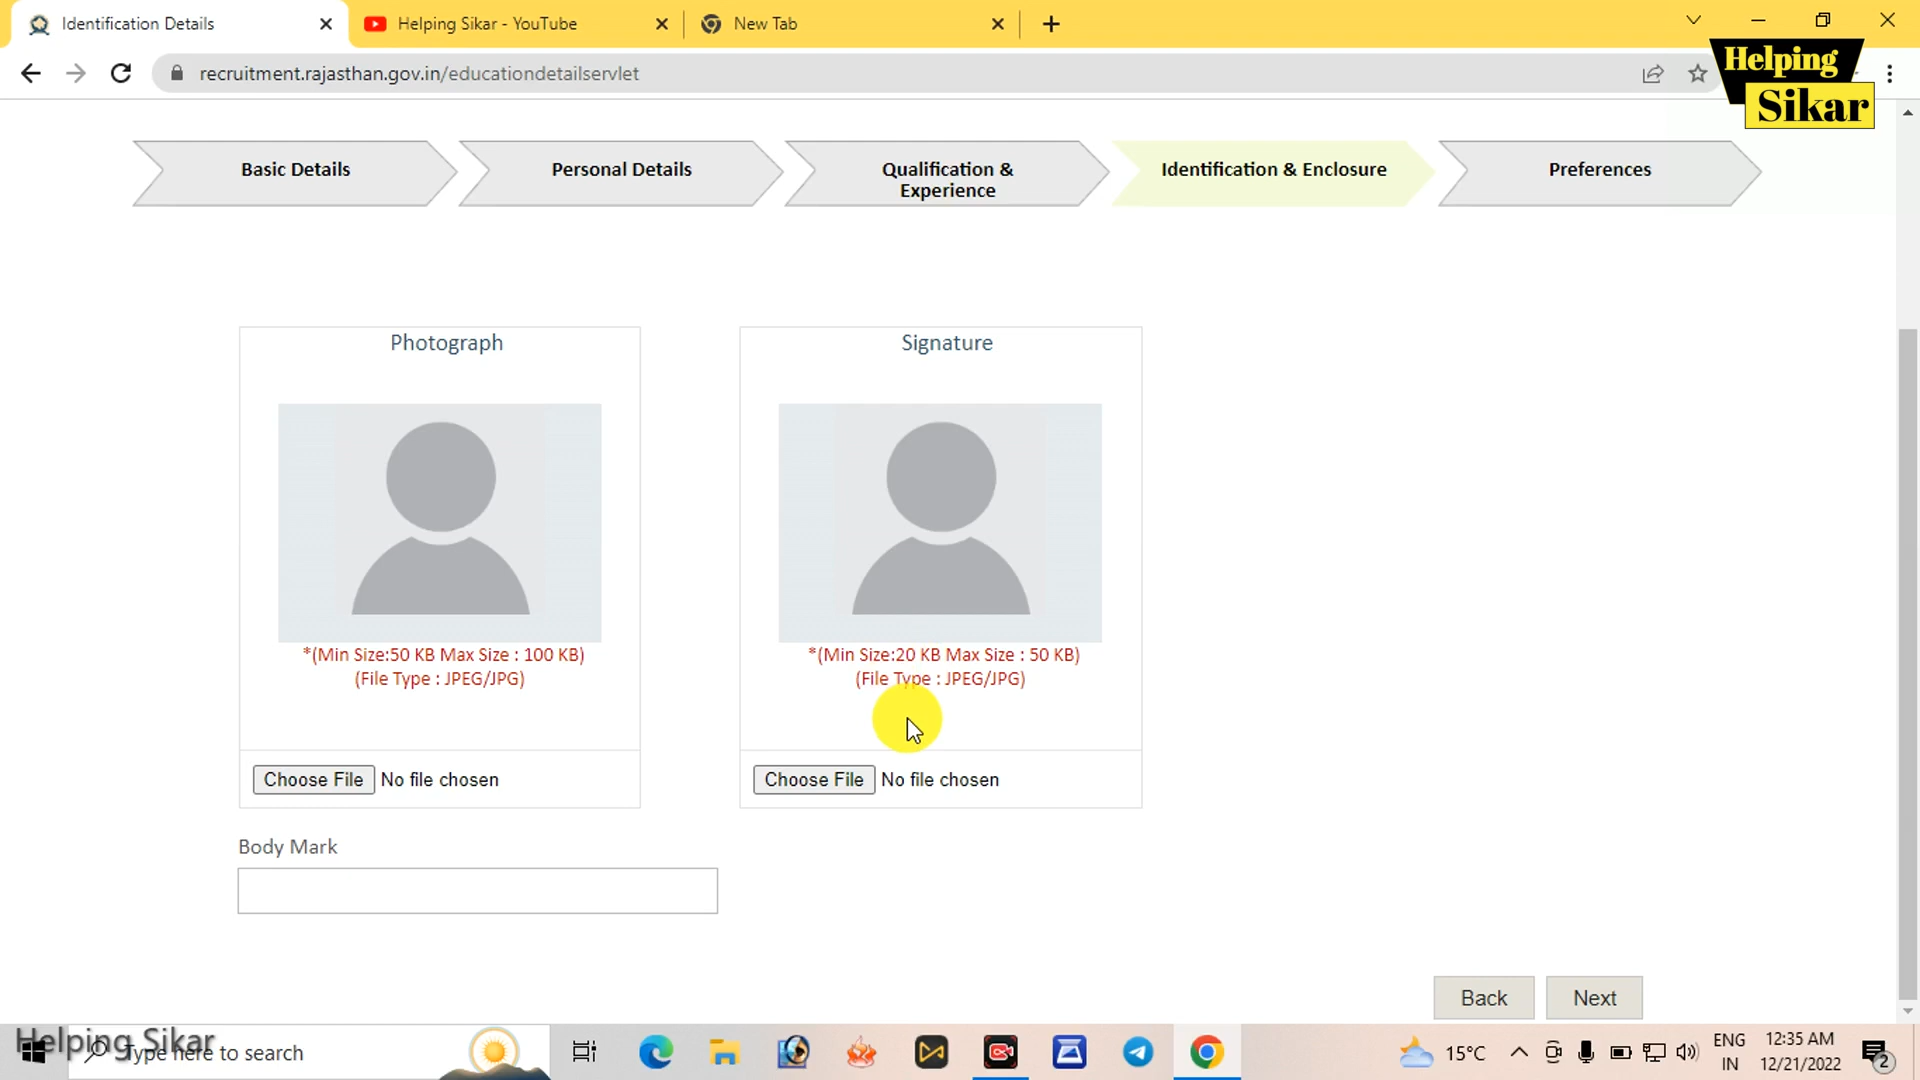 Identification Details
Helping Sikar - YouTube
New Tab
recruitment.rajasthan.gov.in/educationdetailservlet
Helping
Sikar
Basic Details
Personal Details
Qualification &
Experience
Identification & Enclosure
Preferences
Photograph
Signature
*(Min Size:50 KB Max Size : 100 KB)
(File Type : JPEG/JPG)
*(Min Size:20 KB Max Size : 50 KB)
(File Type : JPEG/JPG)
Choose File No file chosen
Choose File No file chosen
Body Mark
Back
Next
Helping Sikar
Type here to search
15°C
ENG
IN
12:35 AM
12/21/2022
2